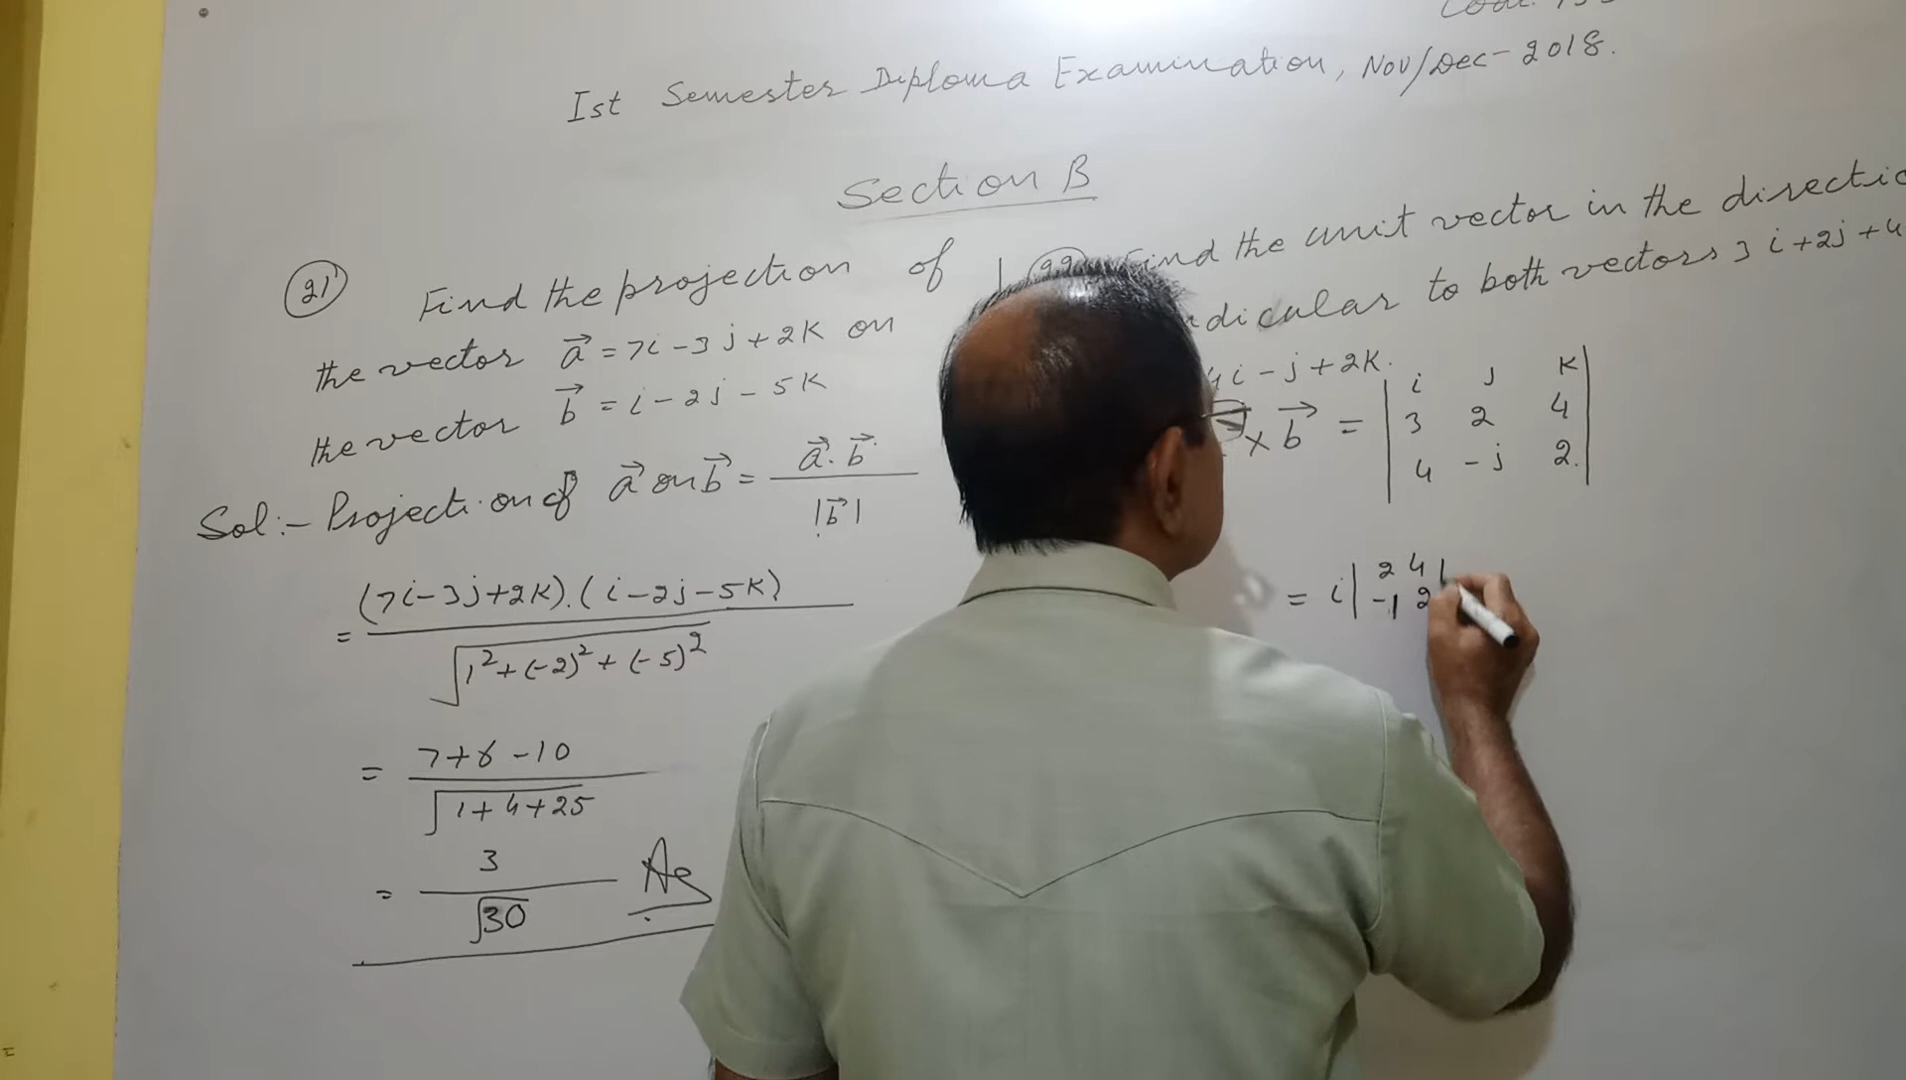 Ist Semester Diploma Examination, Nov/Dec-2018.
Section B
21 Find the projection of
the vector a⃗ = 7i-3j+2k on
the vector b⃗ = i-2j-5k
Sol:- Projection of a⃗ on b⃗ = a⃗.b⃗
|b⃗|
= (7i-3j+2k).(i-2j-5k)
√1²+(-2)²+(-5)²
= 7+6-10
√1+4+25
= 3
√30
Find the unit vector in the
to both vectors 3i+2j+4
4i-j+2k.
x b⃗ = | i j k |
3 2 4
4 -j 2.
= i | 2 4 |
-1 2